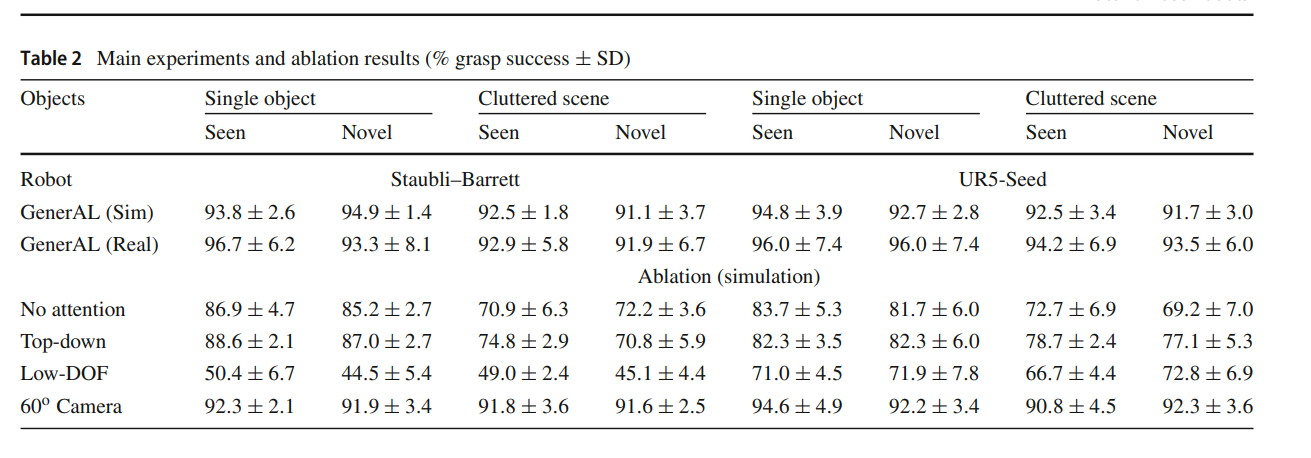 Table 2 Main experiments and ablation results (% grasp success ± SD)
Objects Single object Cluttered scene Single object Cluttered scene
Seen Novel Seen Novel Seen Novel Seen Novel
Robot Staubli–Barrett UR5-Seed
GenerAL (Sim) 93.8 ± 2.6 94.9 ± 1.4 92.5 ± 1.8 91.1 ± 3.7 94.8 ± 3.9 92.7 ± 2.8 92.5 ± 3.4 91.7 ± 3.0
GenerAL (Real) 96.7 ± 6.2 93.3 ± 8.1 92.9 ± 5.8 91.9 ± 6.7 96.0 ± 7.4 96.0 ± 7.4 94.2 ± 6.9 93.5 ± 6.0
Ablation (simulation)
No attention 86.9 ± 4.7 85.2 ± 2.7 70.9 ± 6.3 72.2 ± 3.6 83.7 ± 5.3 81.7 ± 6.0 72.7 ± 6.9 69.2 ± 7.0
Top-down 88.6 ± 2.1 87.0 ± 2.7 74.8 ± 2.9 70.8 ± 5.9 82.3 ± 3.5 82.3 ± 6.0 78.7 ± 2.4 77.1 ± 5.3
Low-DOF 50.4 ± 6.7 44.5 ± 5.4 49.0 ± 2.4 45.1 ± 4.4 71.0 ± 4.5 71.9 ± 7.8 66.7 ± 4.4 72.8 ± 6.9
60° Camera 92.3 ± 2.1 91.9 ± 3.4 91.8 ± 3.6 91.6 ± 2.5 94.6 ± 4.9 92.2 ± 3.4 90.8 ± 4.5 92.3 ± 3.6